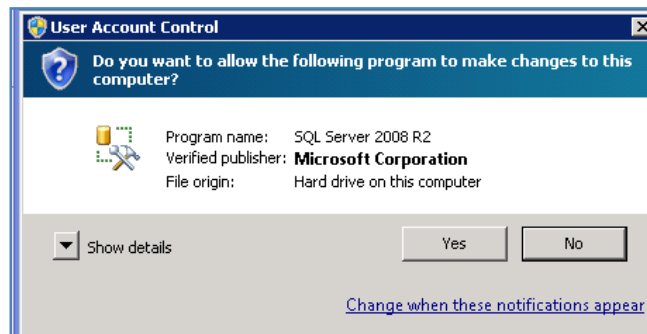 User Account Control
Do you want to allow the following program to make changes to this
computer?
Program name: SQL Server 2008 R2
Verified publisher: Microsoft Corporation
File origin: Hard drive on this computer
Show details
Yes
No
Change when these notifications appear